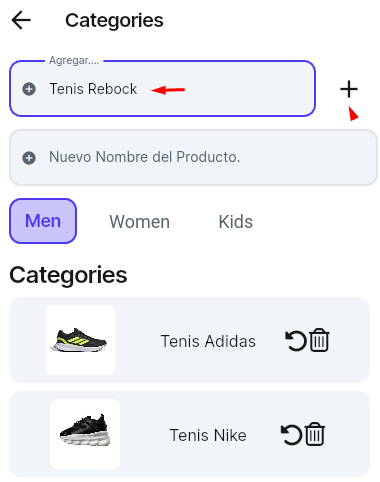 Categories
Agregar....
Tenis Rebock
Nuevo Nombre del Producto.
Men Women Kids
Categories
Tenis Adidas
Tenis Nike